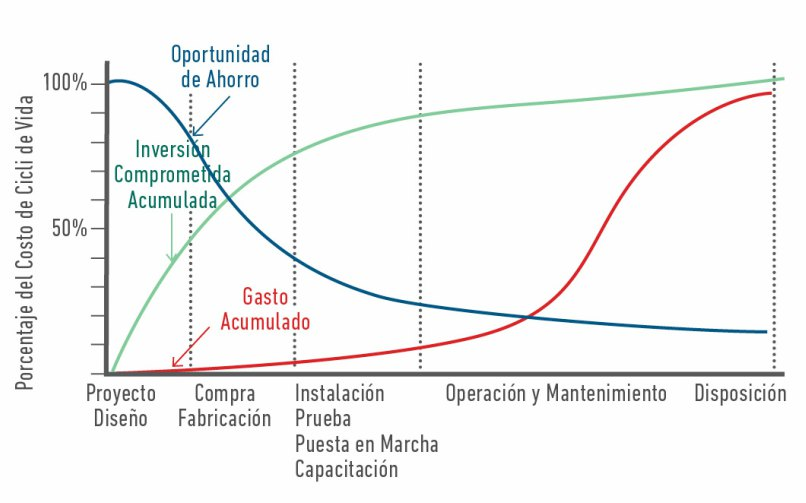 Oportunidad
de Ahorro
100%
Inversión
Comprometida
Acumulada
50%
Porcentaje del Costo de Cicli de Vida
Gasto
Acumulado
Proyecto
Diseño
Compra
Fabricación
Instalación
Prueba
Puesta en Marcha
Capacitación
Operación y Mantenimiento
Disposición